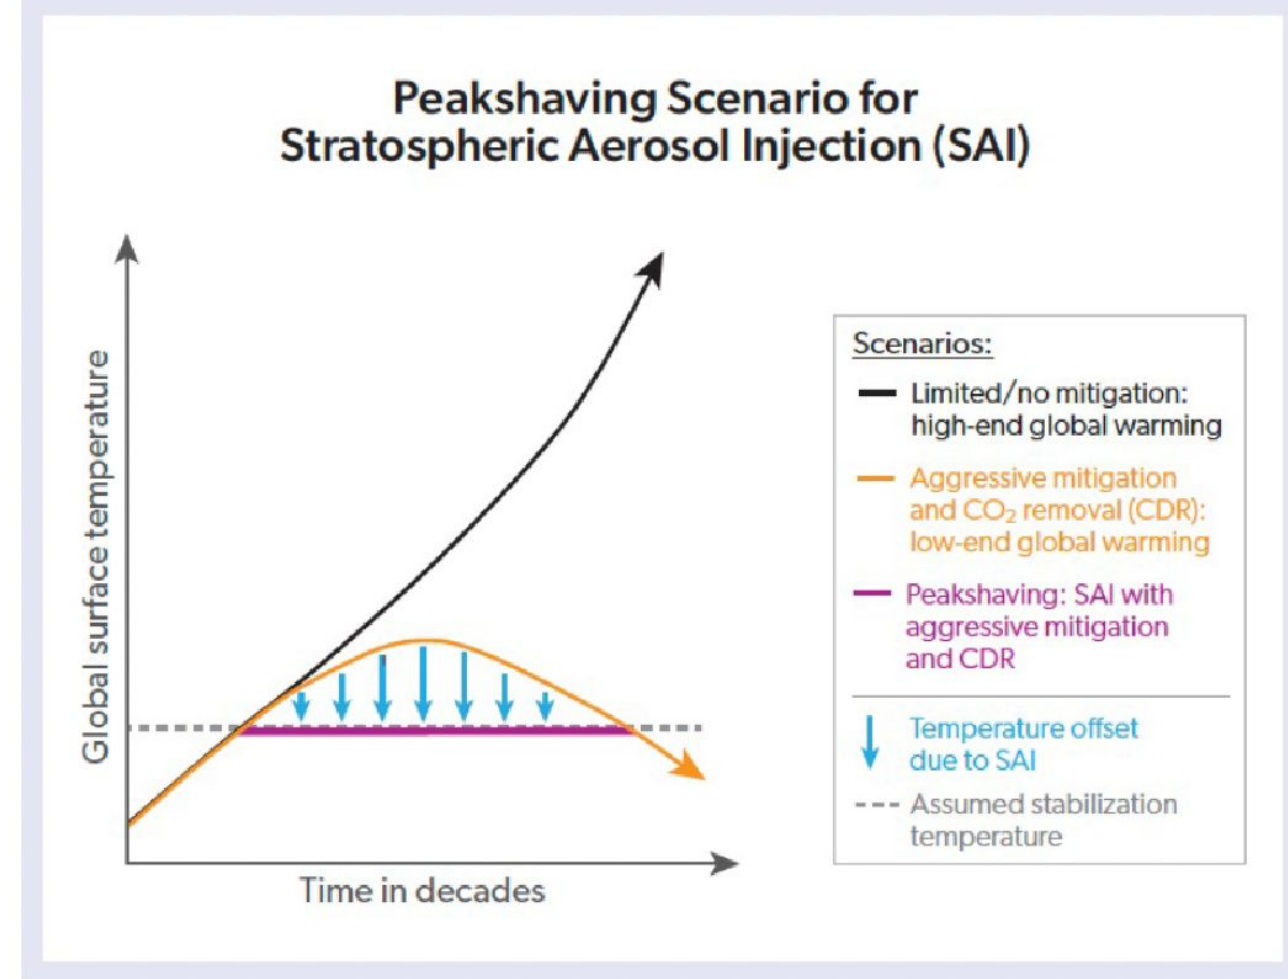 Peakshaving Scenario for
Stratospheric Aerosol Injection (SAI)
Global surface temperature
Time in decades
Scenarios:
Limited/no mitigation:
high-end global warming
Aggressive mitigation
and CO₂ removal (CDR):
low-end global warming
Peakshaving: SAI with
aggressive mitigation
and CDR
Temperature offset
due to SAI
Assumed stabilization
temperature